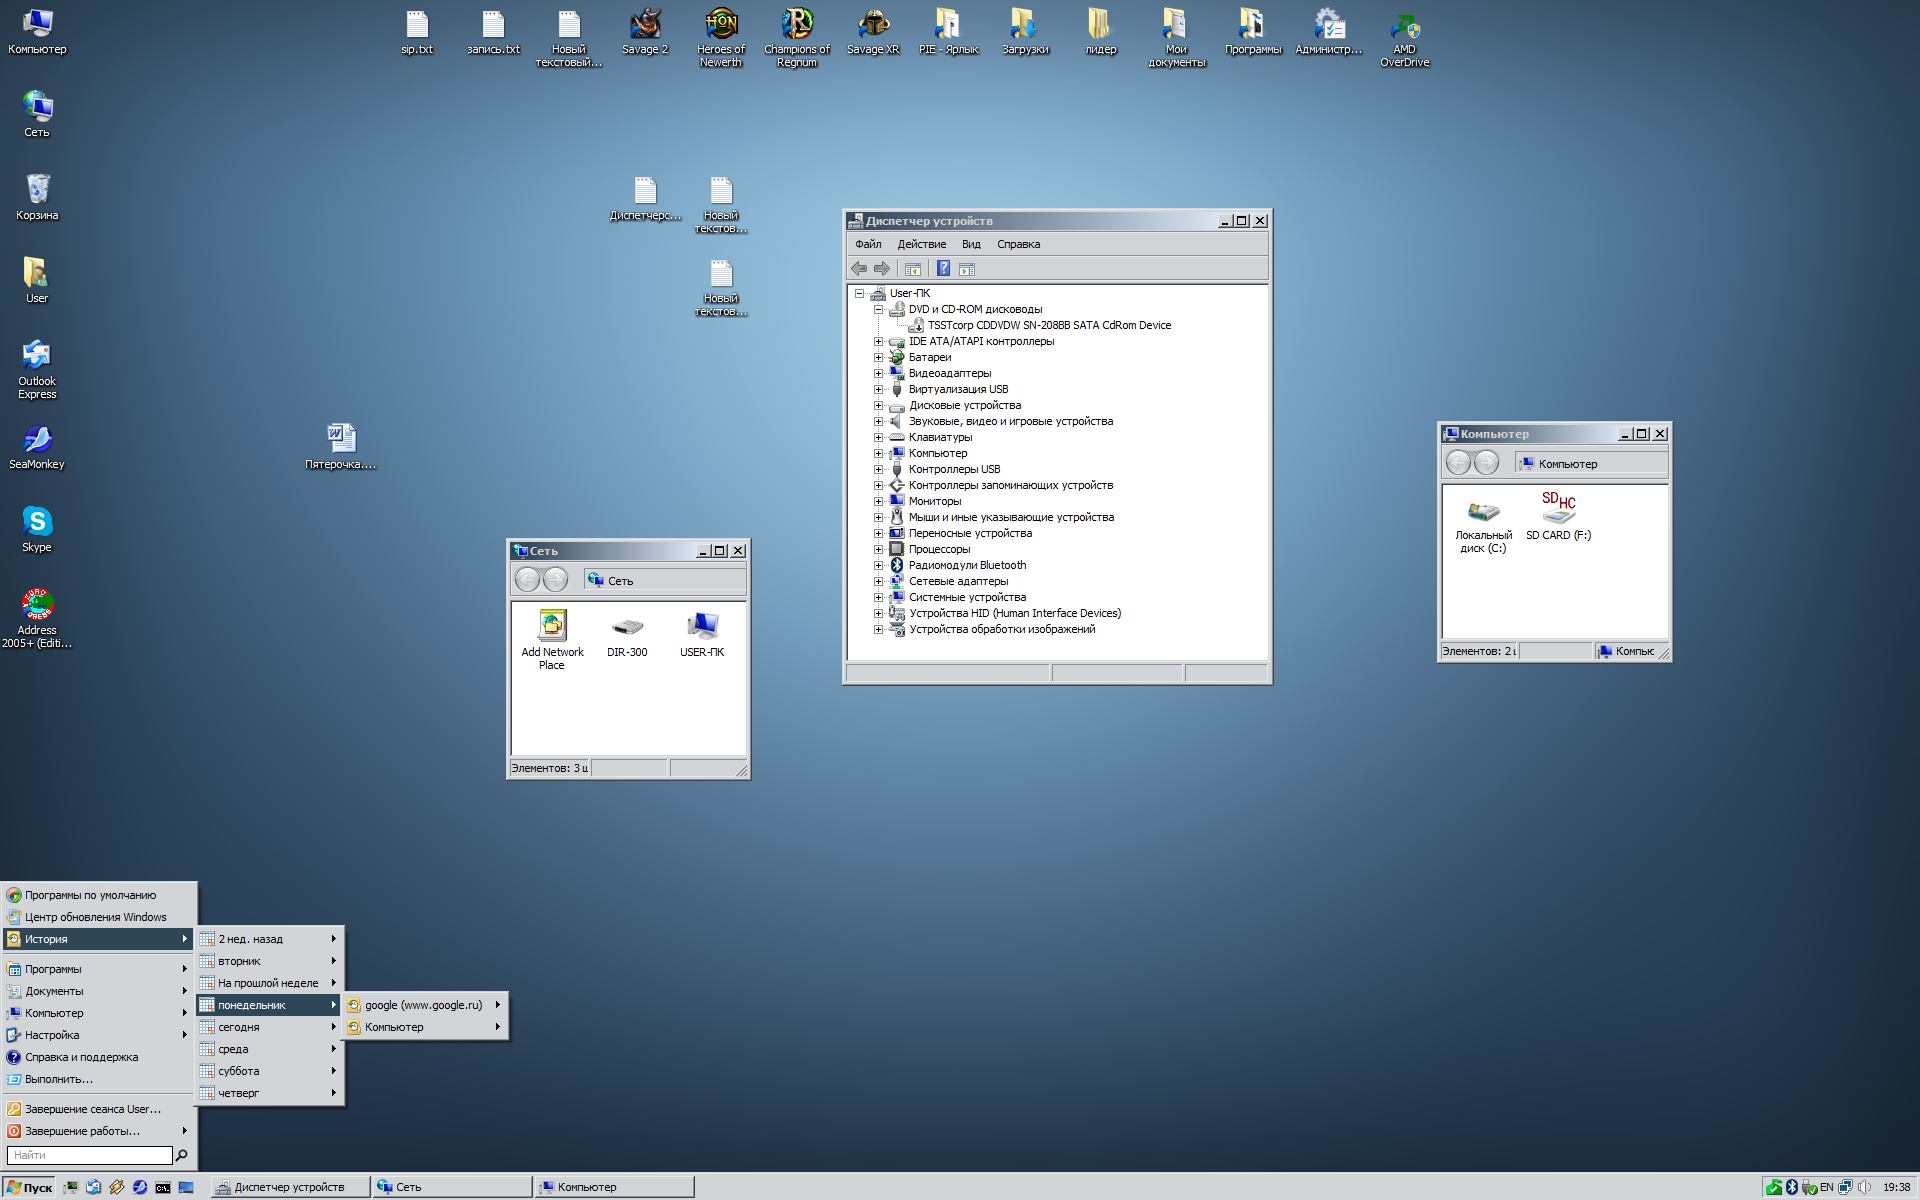 Компьютер
sip.txt
запись.txt
Новый
текстовый...
Savage 2
Heroes of
Newerth
Champions of
Regnum
Savage XR
PIE - Ярлык
Загрузки
лидер
Мои
документы
Программы
Администр...
AMD
OverDrive
Сеть
Корзина
User
Outlook
Express
SeaMonkey
Skype
Address
2005+ (Editi...
Диспетчерс...
Новый
текстов...
Новый
текстов...
Пятерочка....
Диспетчер устройств
Файл Действие Вид Справка
User-ПК
DVD и CD-ROM дисководы
TSSTcorp CDDVDW SN-208BB SATA CdRom Device
IDE ATA/ATAPI контроллеры
Батареи
Видеоадаптеры
Виртуализация USB
Дисковые устройства
Звуковые, видео и игровые устройства
Клавиатуры
Компьютер
Контроллеры USB
Контроллеры запоминающих устройств
Мониторы
Мыши и иные указывающие устройства
Переносные устройства
Процессоры
Радиомодули Bluetooth
Сетевые адаптеры
Системные устройства
Устройства HID (Human Interface Devices)
Устройства обработки изображений
Компьютер
Компьютер
SD HC
Локальный
диск (C:)
SD CARD (F:)
Элементов: 2
Компьс
Сеть
Сеть
Add Network
Place
DIR-300
USER-ПК
Элементов: 3
Программы по умолчанию
Центр обновления Windows
История
Программы
Документы
Компьютер
Настройка
Справка и поддержка
Выполнить...
Завершение сеанса User...
Завершение работы...
Найти
2 нед. назад
вторник
На прошлой неделе
понедельник
сегодня
среда
суббота
четверг
google (www.google.ru)
Компьютер
Пуск
Диспетчер устройств
Сеть
Компьютер
EN
19:38